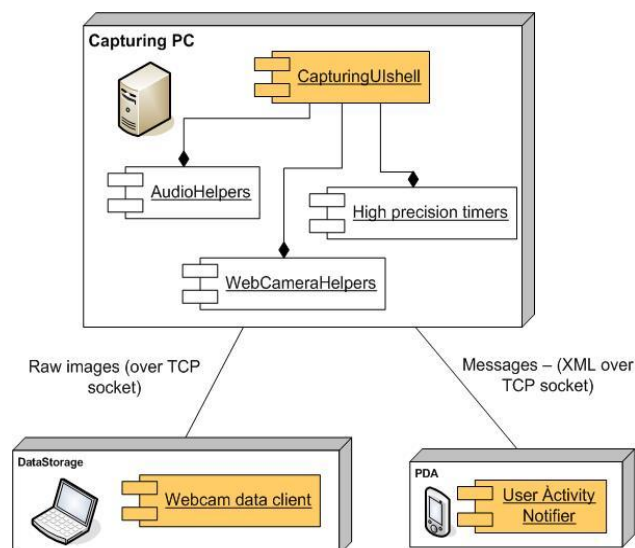 Capturing PC
CapturingUIshell
AudioHelpers
High precision timers
WebCameraHelpers
Raw images (over TCP
socket)
Messages – (XML over
TCP socket)
DataStorage
Webcam data client
PDA
User Àctivity
Notifier